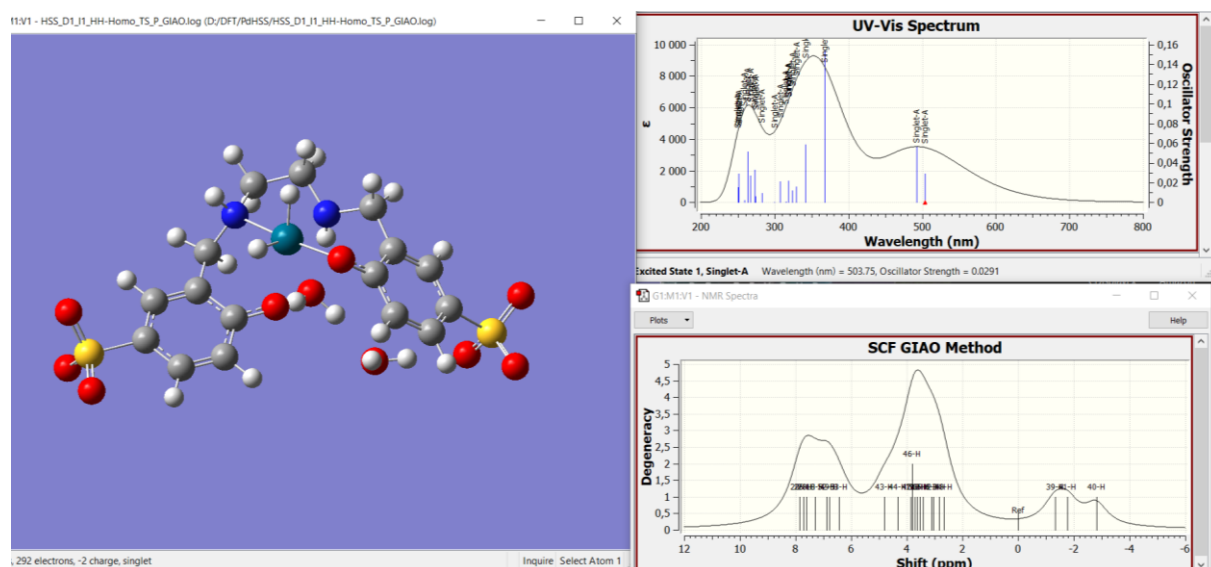 M1:V1 - HSS_D1_I1_HH-Homo_TS_P_GIAO.log (D:/DFT/PdHSS/HSS_D1_I1_HH-Homo_TS_P_GIAO.log)
UV-Vis Spectrum
10 000
8 000
6 000
4 000
2 000
0
ε
0,16
0,14
0,12
0,1
0,08
0,06
0,04
0,02
0
Oscillator Strength
Singlet-A
Singlet-A
Singlet-A
Singlet-A
200 300 400 500 600 700 800
Wavelength (nm)
Excited State 1, Singlet-A Wavelength (nm) = 503.75, Oscillator Strength = 0.0291
G1:M1:V1 - NMR Spectra
Plots
Help
SCF GIAO Method
Degeneracy
5
4,5
4
3,5
3
2,5
2
1,5
1
0,5
0
46-H
43-H
40-H
Ref
12 10 8 6 4 2 0 -2 -4 -6
Shift (ppm)
, 292 electrons, -2 charge, singlet
Inquire Select Atom 1